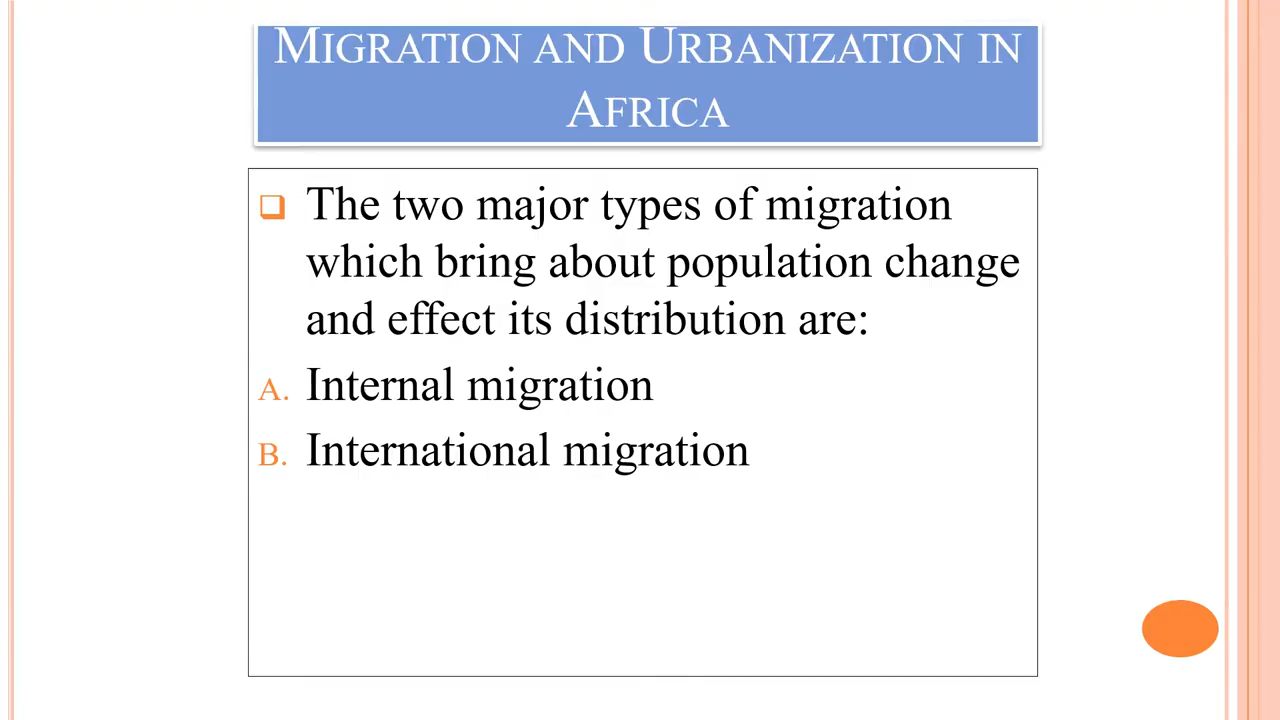 MIGRATION AND URBANIZATION IN
AFRICA
❑ The two major types of migration
which bring about population change
and effect its distribution are:
A. Internal migration
B. International migration